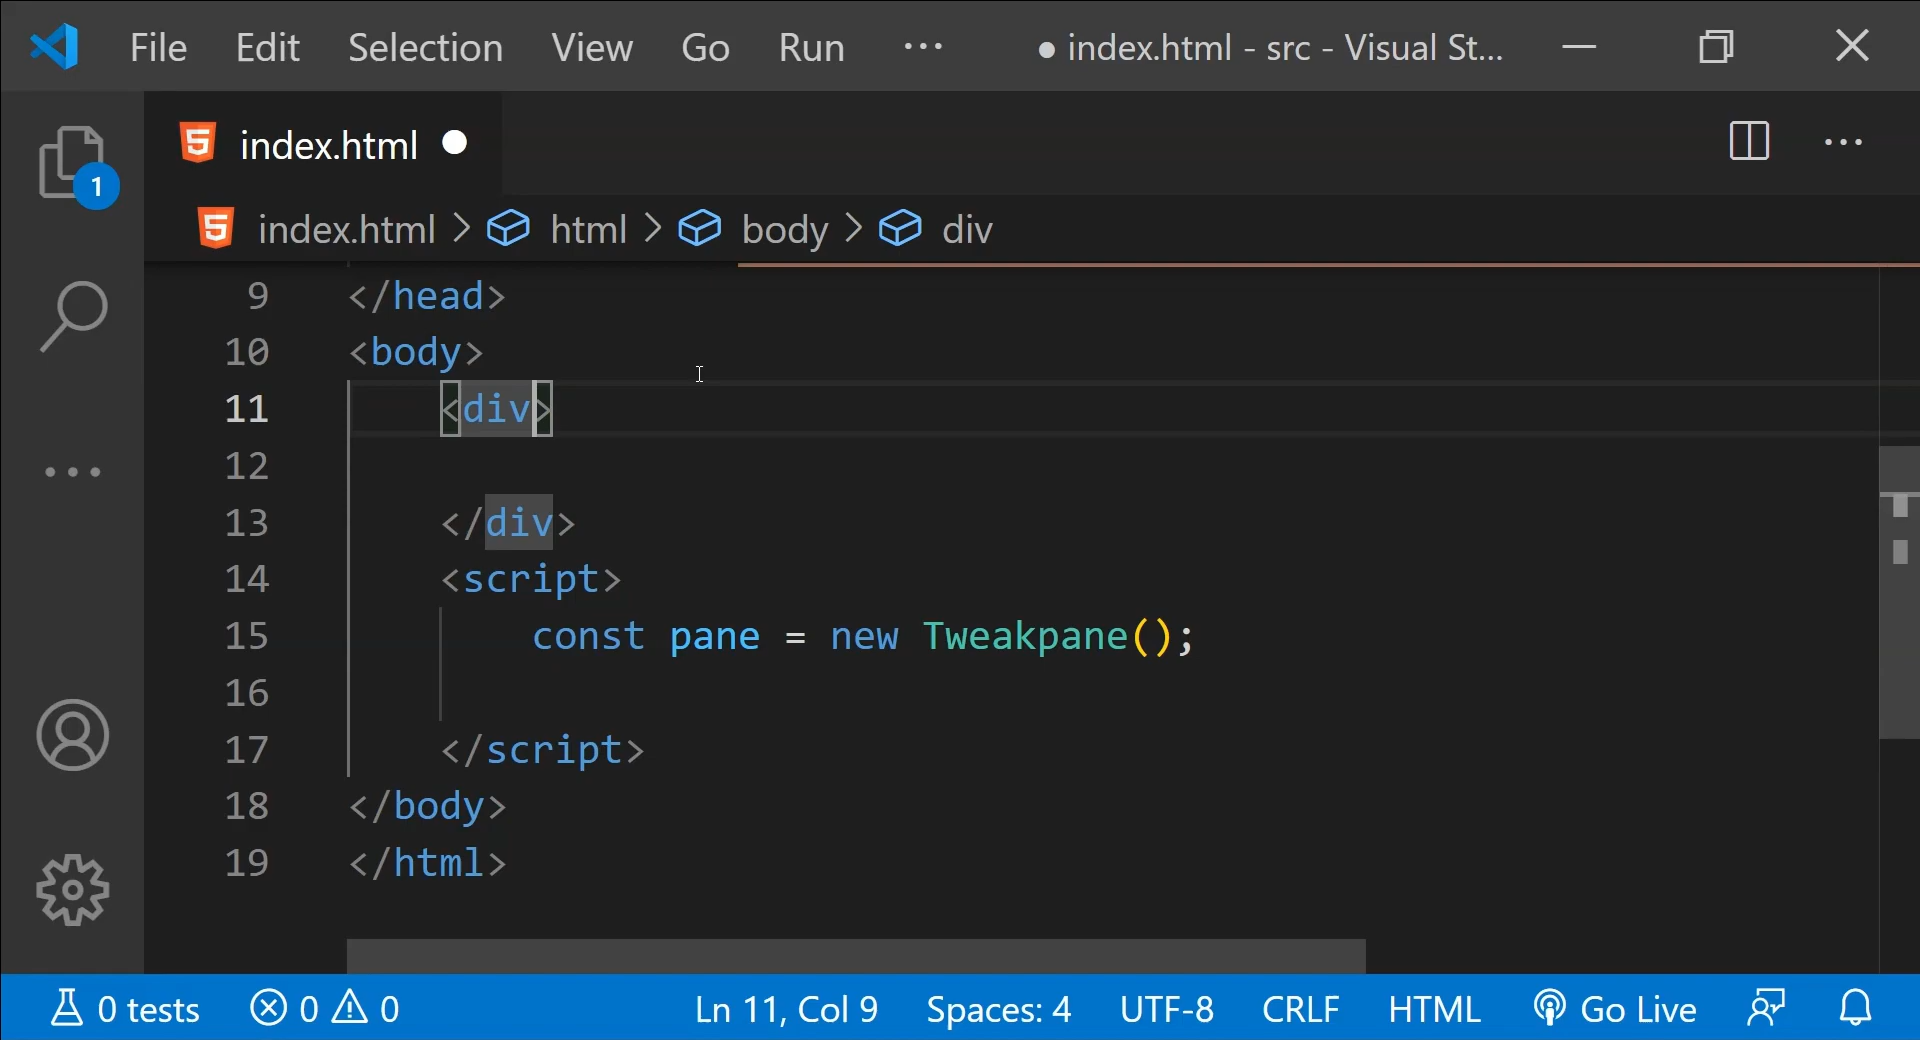 File Edit Selection View Go Run ··· ● index.html - src - Visual St...
index.html ●
1
index.html > html > body > div
9 </head>
10 <body>
11 <div>
12
13 </div>
14 <script>
15 const pane = new Tweakpane();
16
17 </script>
18 </body>
19 </html>
0 tests 0 0 Ln 11, Col 9 Spaces: 4 UTF-8 CRLF HTML Go Live